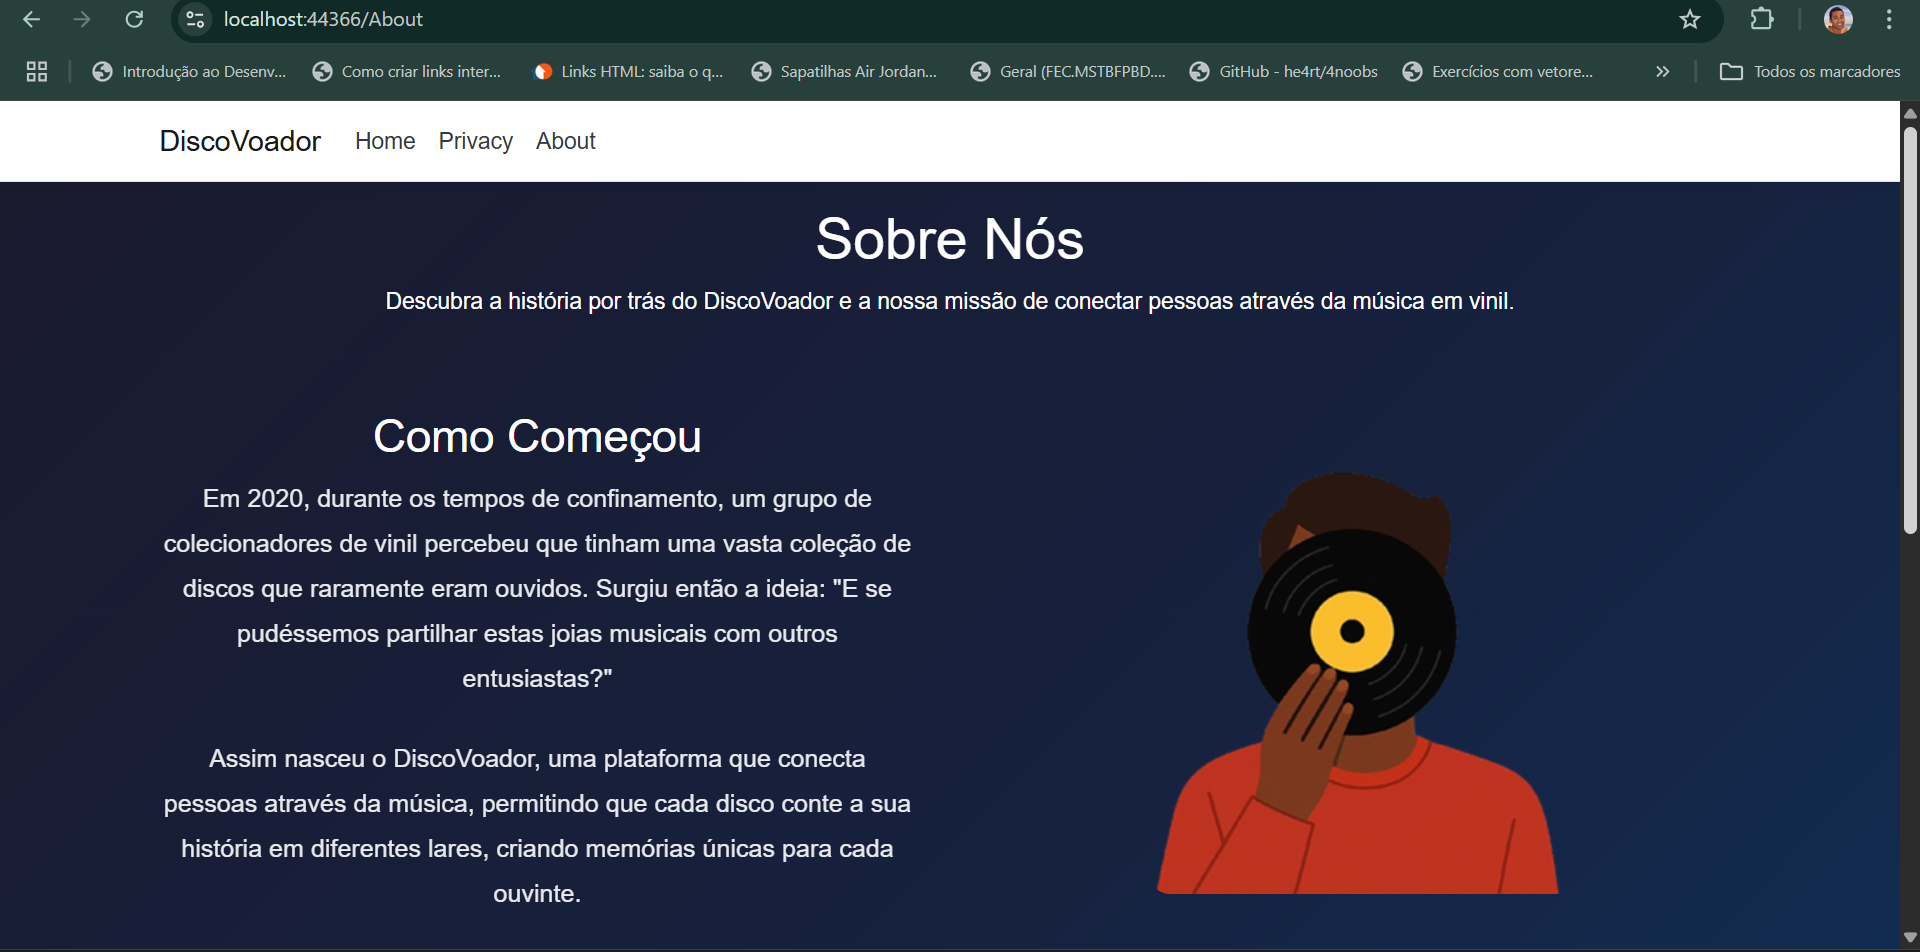 localhost:44366/About
Introdução ao Desenv... Como criar links inter... Links HTML: saiba o q... Sapatilhas Air Jordan... Geral (FEC.MSTBFPBD.... GitHub - he4rt/4noobs Exercícios com vetore... Todos os marcadores
DiscoVoador Home Privacy About
Sobre Nós
Descubra a história por trás do DiscoVoador e a nossa missão de conectar pessoas através da música em vinil.
Como Começou
Em 2020, durante os tempos de confinamento, um grupo de
colecionadores de vinil percebeu que tinham uma vasta coleção de
discos que raramente eram ouvidos. Surgiu então a ideia: "E se
pudéssemos partilhar estas joias musicais com outros
entusiastas?"
Assim nasceu o DiscoVoador, uma plataforma que conecta
pessoas através da música, permitindo que cada disco conte a sua
história em diferentes lares, criando memórias únicas para cada
ouvinte.